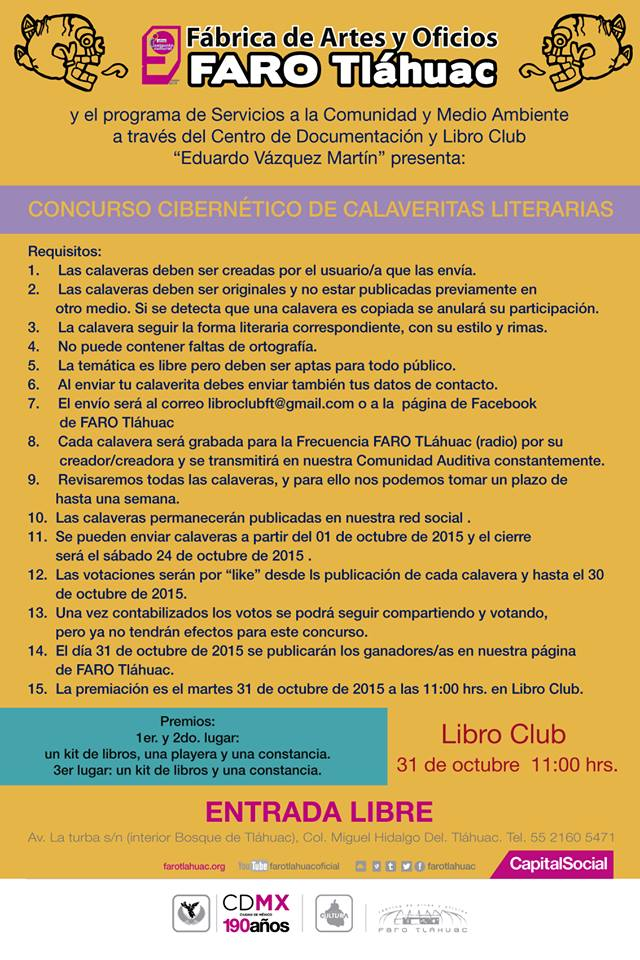 Fábrica de Artes y Oficios
FARO Tláhuac
y el programa de Servicios a la Comunidad y Medio Ambiente
a través del Centro de Documentación y Libro Club
“Eduardo Vázquez Martín” presenta:
CONCURSO CIBERNÉTICO DE CALAVERITAS LITERARIAS
Requisitos:
1. Las calaveras deben ser creadas por el usuario/a que las envía.
2. Las calaveras deben ser originales y no estar publicadas previamente en
otro medio. Si se detecta que una calavera es copiada se anulará su participación.
3. La calavera seguir la forma literaria correspondiente, con su estilo y rimas.
4. No puede contener faltas de ortografía.
5. La temática es libre pero deben ser aptas para todo público.
6. Al enviar tu calaverita debes enviar también tus datos de contacto.
7. El envío será al correo libroclubft@gmail.com o a la página de Facebook
de FARO Tláhuac
8. Cada calavera será grabada para la Frecuencia FARO TLáhuac (radio) por su
creador/creadora y se transmitirá en nuestra Comunidad Auditiva constantemente.
9. Revisaremos todas las calaveras, y para ello nos podemos tomar un plazo de
hasta una semana.
10. Las calaveras permanecerán publicadas en nuestra red social .
11. Se pueden enviar calaveras a partir del 01 de octubre de 2015 y el cierre
será el sábado 24 de octubre de 2015 .
12. Las votaciones serán por “like” desde ls publicación de cada calavera y hasta el 30
de octubre de 2015.
13. Una vez contabilizados los votos se podrá seguir compartiendo y votando,
pero ya no tendrán efectos para este concurso.
14. El día 31 de octubre de 2015 se publicarán los ganadores/as en nuestra página
de FARO Tláhuac.
15. La premiación es el martes 31 de octubre de 2015 a las 11:00 hrs. en Libro Club.
Premios:
1er. y 2do. lugar:
un kit de libros, una playera y una constancia.
3er lugar: un kit de libros y una constancia.
Libro Club
31 de octubre 11:00 hrs.
ENTRADA LIBRE
Av. La turba s/n (interior Bosque de Tláhuac), Col. Miguel Hidalgo Del. Tláhuac. Tel. 55 2160 5471
farotlahuac.org YouTube farotlahuacoficial farotlahuac
CapitalSocial
CDMX
CIUDAD DE MÉXICO
190años
CULTURA
FÁBRICA DE ARTES Y OFICIOS
FARO TLÁHUAC